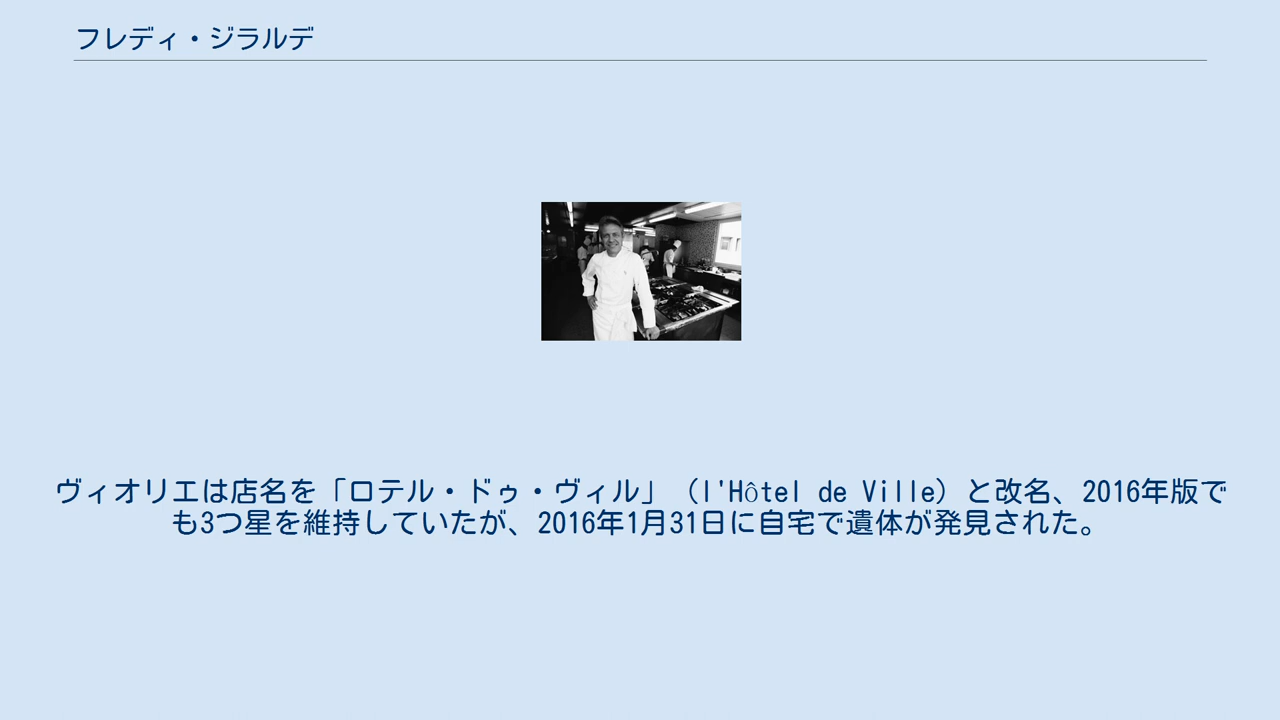 フレディ・ジラルデ
ヴィオリエは店名を「ロテル・ドゥ・ヴィル」（l'Hôtel de Ville）と改名、2016年版で
も3つ星を維持していたが、2016年1月31日に自宅で遺体が発見された。